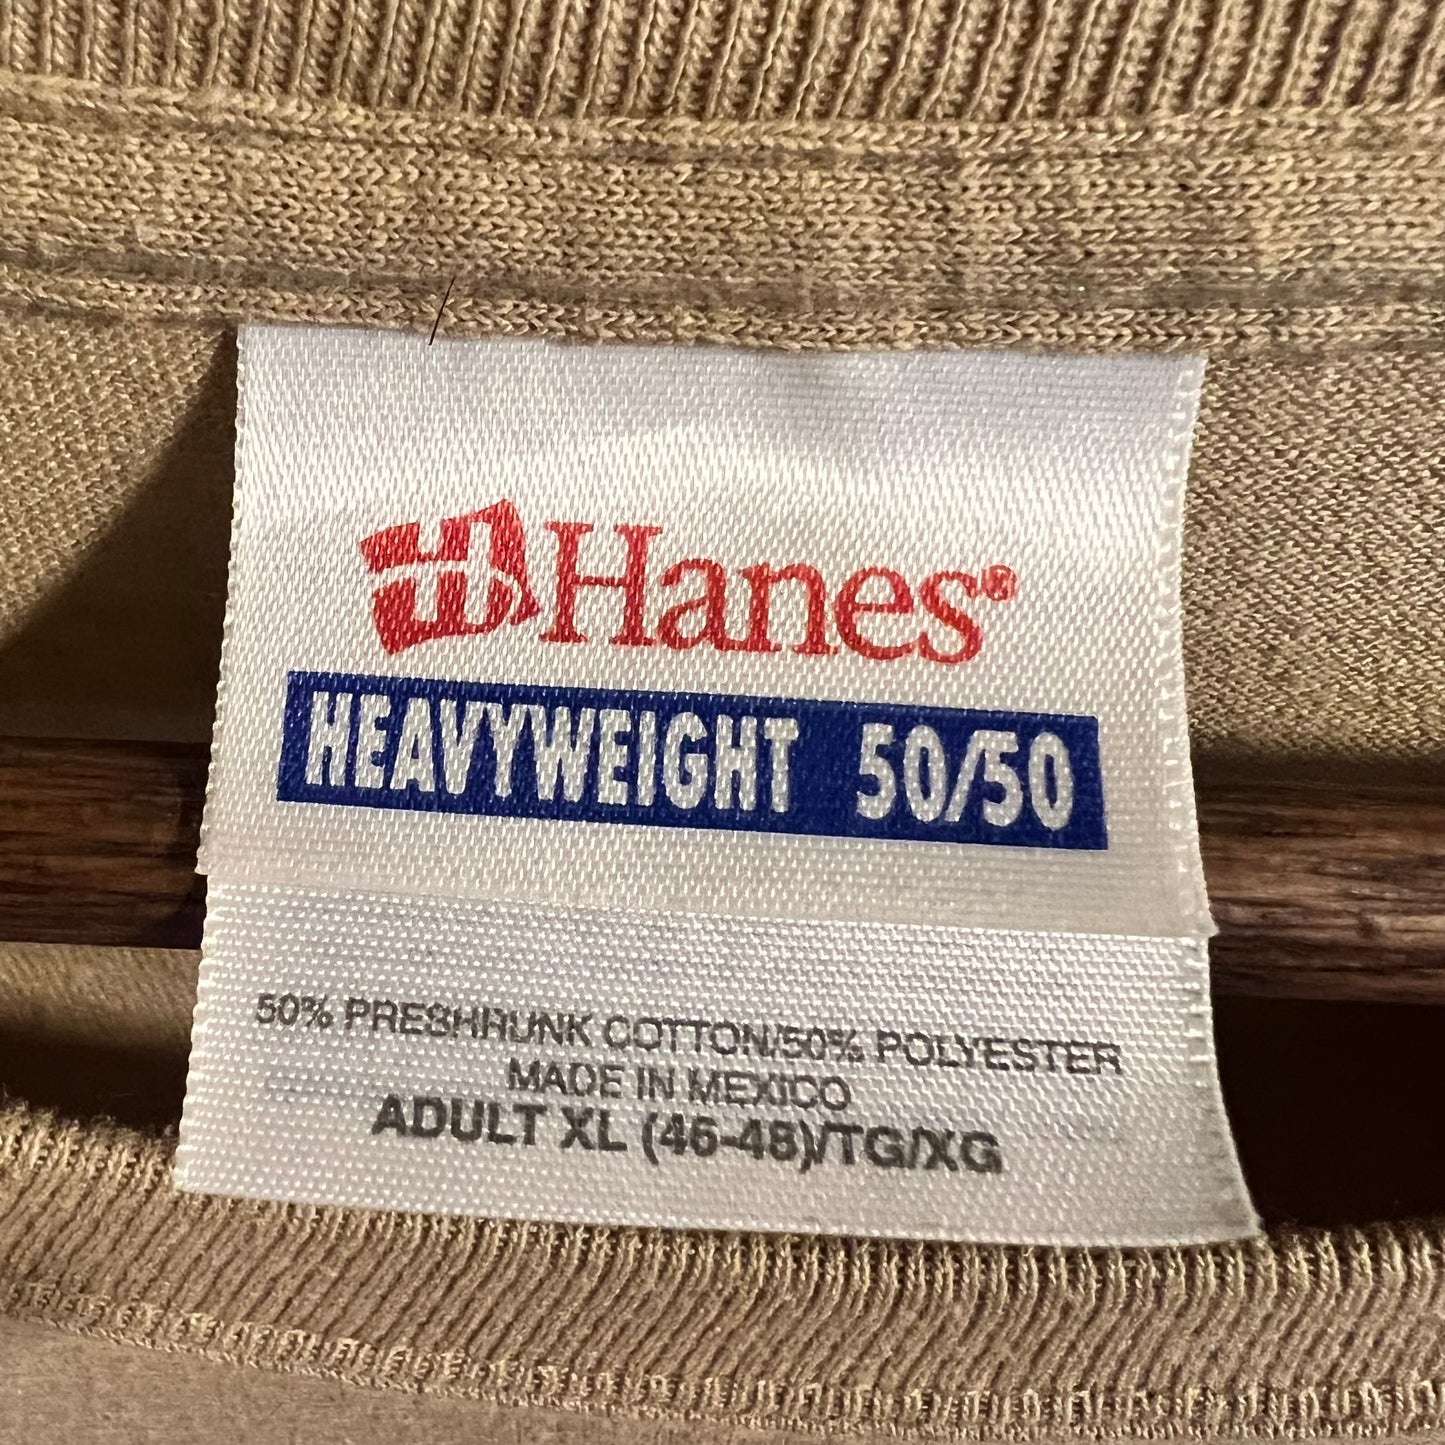 Hanes®
HEAVYWEIGHT 50/50
50% PRESHRUNK COTTON/50% POLYESTER
MADE IN MEXICO
ADULT XL (46-48)/TG/XG